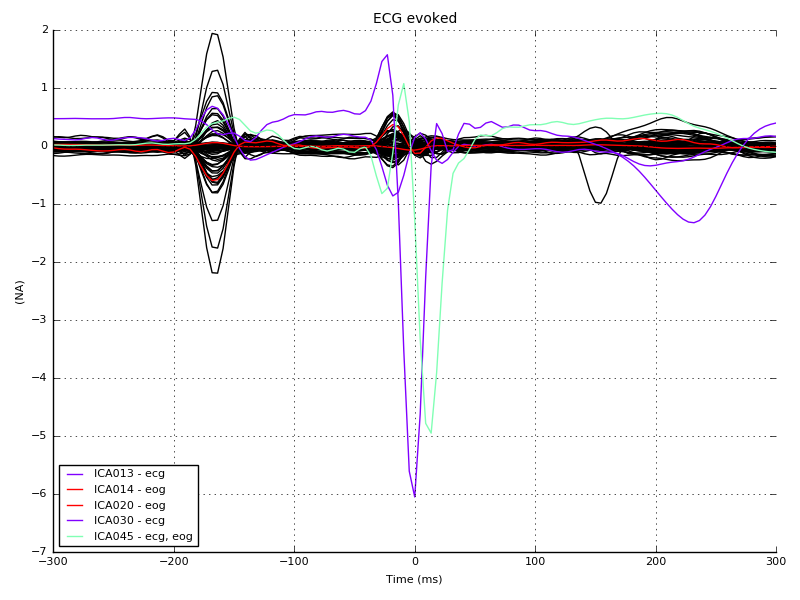 ECG evoked
2
1
0
−1
−2
−3
−4
−5
−6
−7
(NA)
ICA013 - ecg
ICA014 - eog
ICA020 - eog
ICA030 - ecg
ICA045 - ecg, eog
−300 −200 −100 0 100 200 300
Time (ms)